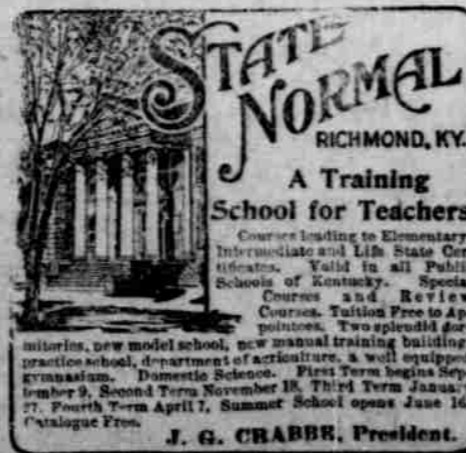 STATE
NORMAL
RICHMOND, KY.
A Training
School for Teachers
Courses leading to Elementary
Intermediate and Life State Cer
tificates. Valid in all Publi
Schools of Kentucky. Specia
Courses and Review
Courses. Tuition Free to Ap
pointees. Two splendid dor
mitories, new model school, new manual training building
practice school, department of agriculture, a well equipped
gymnasium. Domestic Science. First Term begins Sep
tember 9, Second Term November 18, Third Term Januar
27, Fourth Term April 7, Summer School opens June 16
Catalogue Free.
J. G. CRABBE, President.